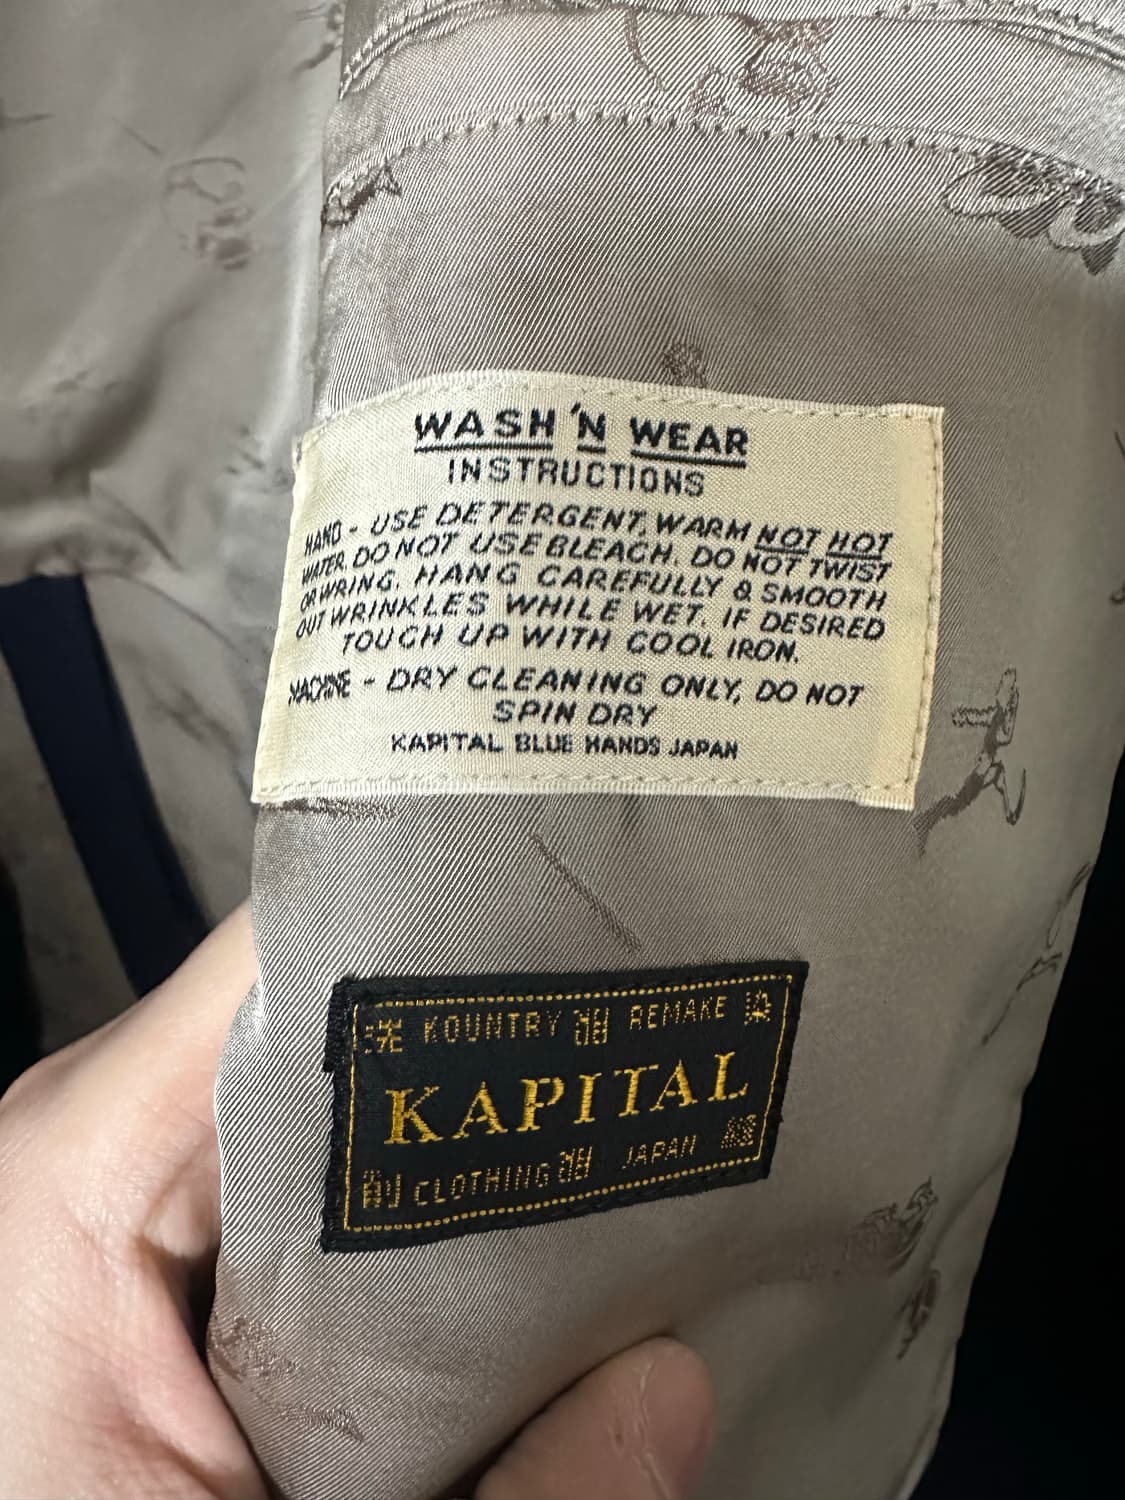 WASH 'N WEAR
INSTRUCTIONS
HAND - USE DETERGENT, WARM NOT HOT
WATER. DO NOT USE BLEACH. DO NOT TWIST
OR WRING. HANG CAREFULLY & SMOOTH
OUT WRINKLES WHILE WET. IF DESIRED
TOUCH UP WITH COOL IRON.
MACHINE - DRY CLEANING ONLY, DO NOT
SPIN DRY
KAPITAL BLUE HANDS JAPAN
KOUNTRY REMAKE
KAPITAL
CLOTHING JAPAN